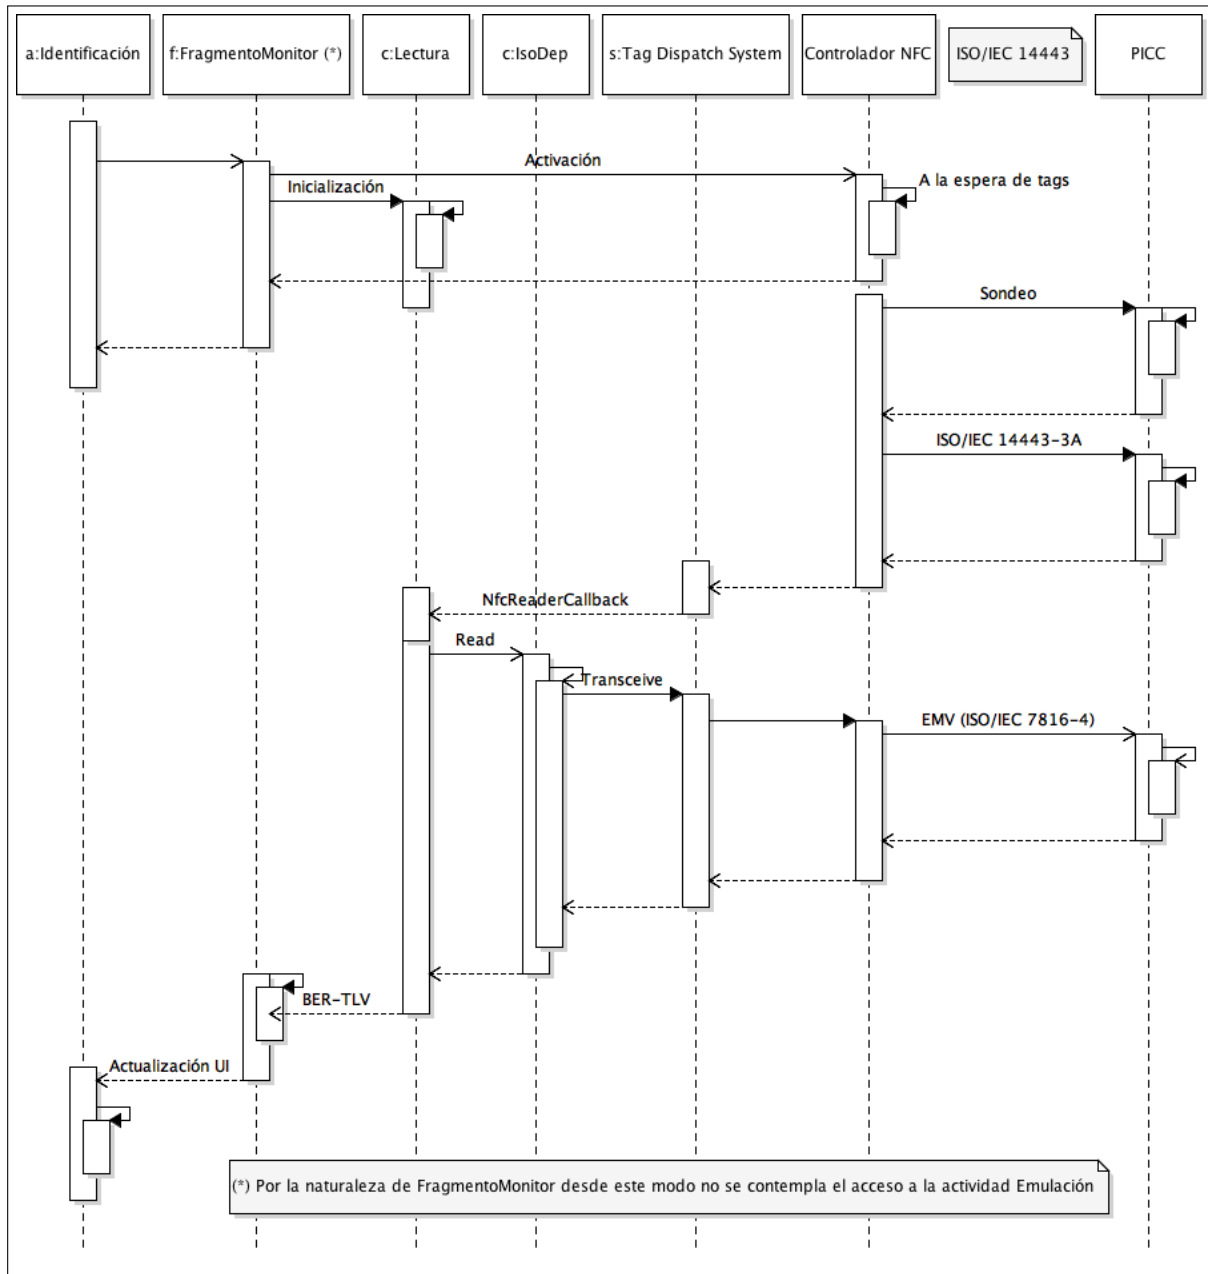 a:Identificación
f:FragmentoMonitor (*)
c:Lectura
c:IsoDep
s:Tag Dispatch System
Controlador NFC
ISO/IEC 14443
PICC
Activación
A la espera de tags
Inicialización
Sondeo
ISO/IEC 14443-3A
NfcReaderCallback
Read
Transceive
EMV (ISO/IEC 7816-4)
BER-TLV
Actualización UI
(*) Por la naturaleza de FragmentoMonitor desde este modo no se contempla el acceso a la actividad Emulación